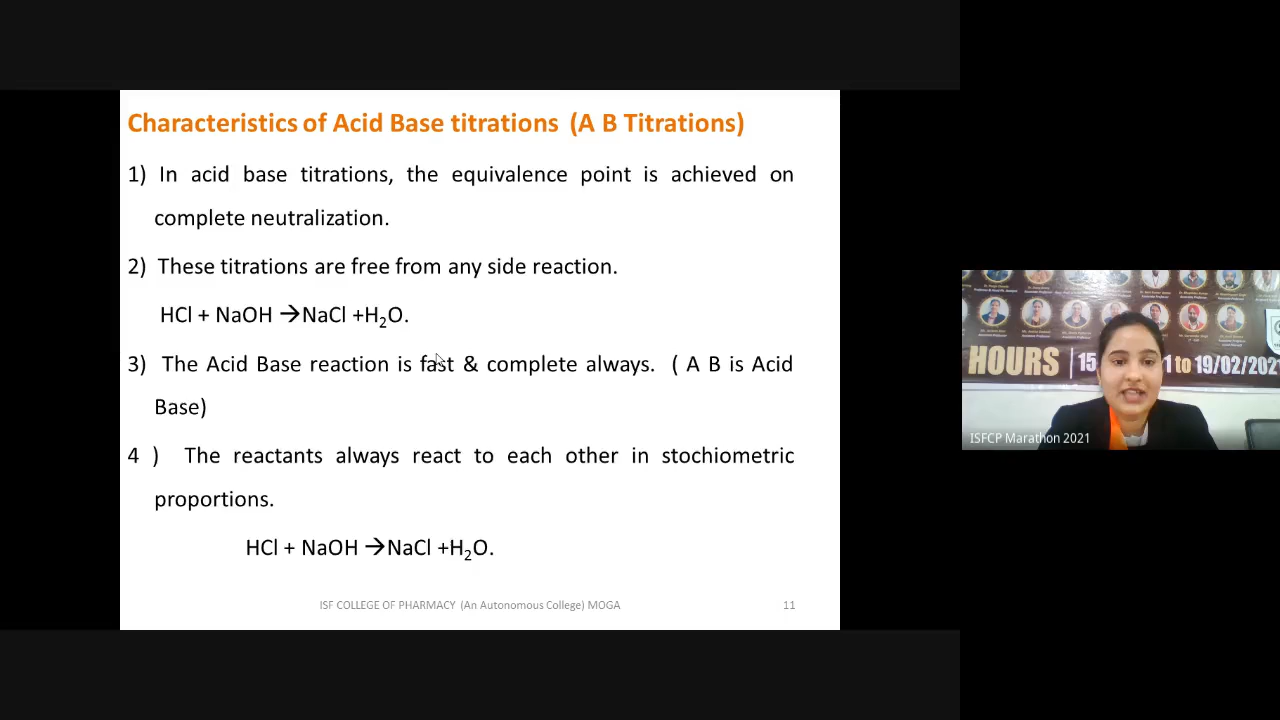 Characteristics of Acid Base titrations (A B Titrations)
1) In acid base titrations, the equivalence point is achieved on
complete neutralization.
2) These titrations are free from any side reaction.
HCl + NaOH →NaCl +H₂O.
3) The Acid Base reaction is fast & complete always. ( A B is Acid
Base)
4 ) The reactants always react to each other in stochiometric
proportions.
HCl + NaOH →NaCl +H₂O.
ISF COLLEGE OF PHARMACY (An Autonomous College) MOGA 11
HOURS 15
1 to 19/02/2021
ISFCP Marathon 2021